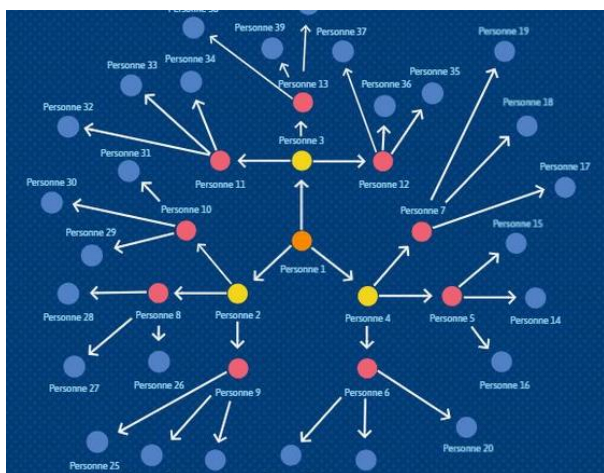 Personne 38
Personne 39
Personne 37
Personne 19
Personne 34
Personne 33
Personne 13
Personne 36
Personne 35
Personne 32
Personne 18
Personne 3
Personne 31
Personne 11
Personne 12
Personne 17
Personne 30
Personne 10
Personne 7
Personne 15
Personne 29
Personne 1
Personne 28
Personne 8
Personne 2
Personne 4
Personne 5
Personne 14
Personne 27
Personne 26
Personne 9
Personne 6
Personne 16
Personne 25
Personne 20